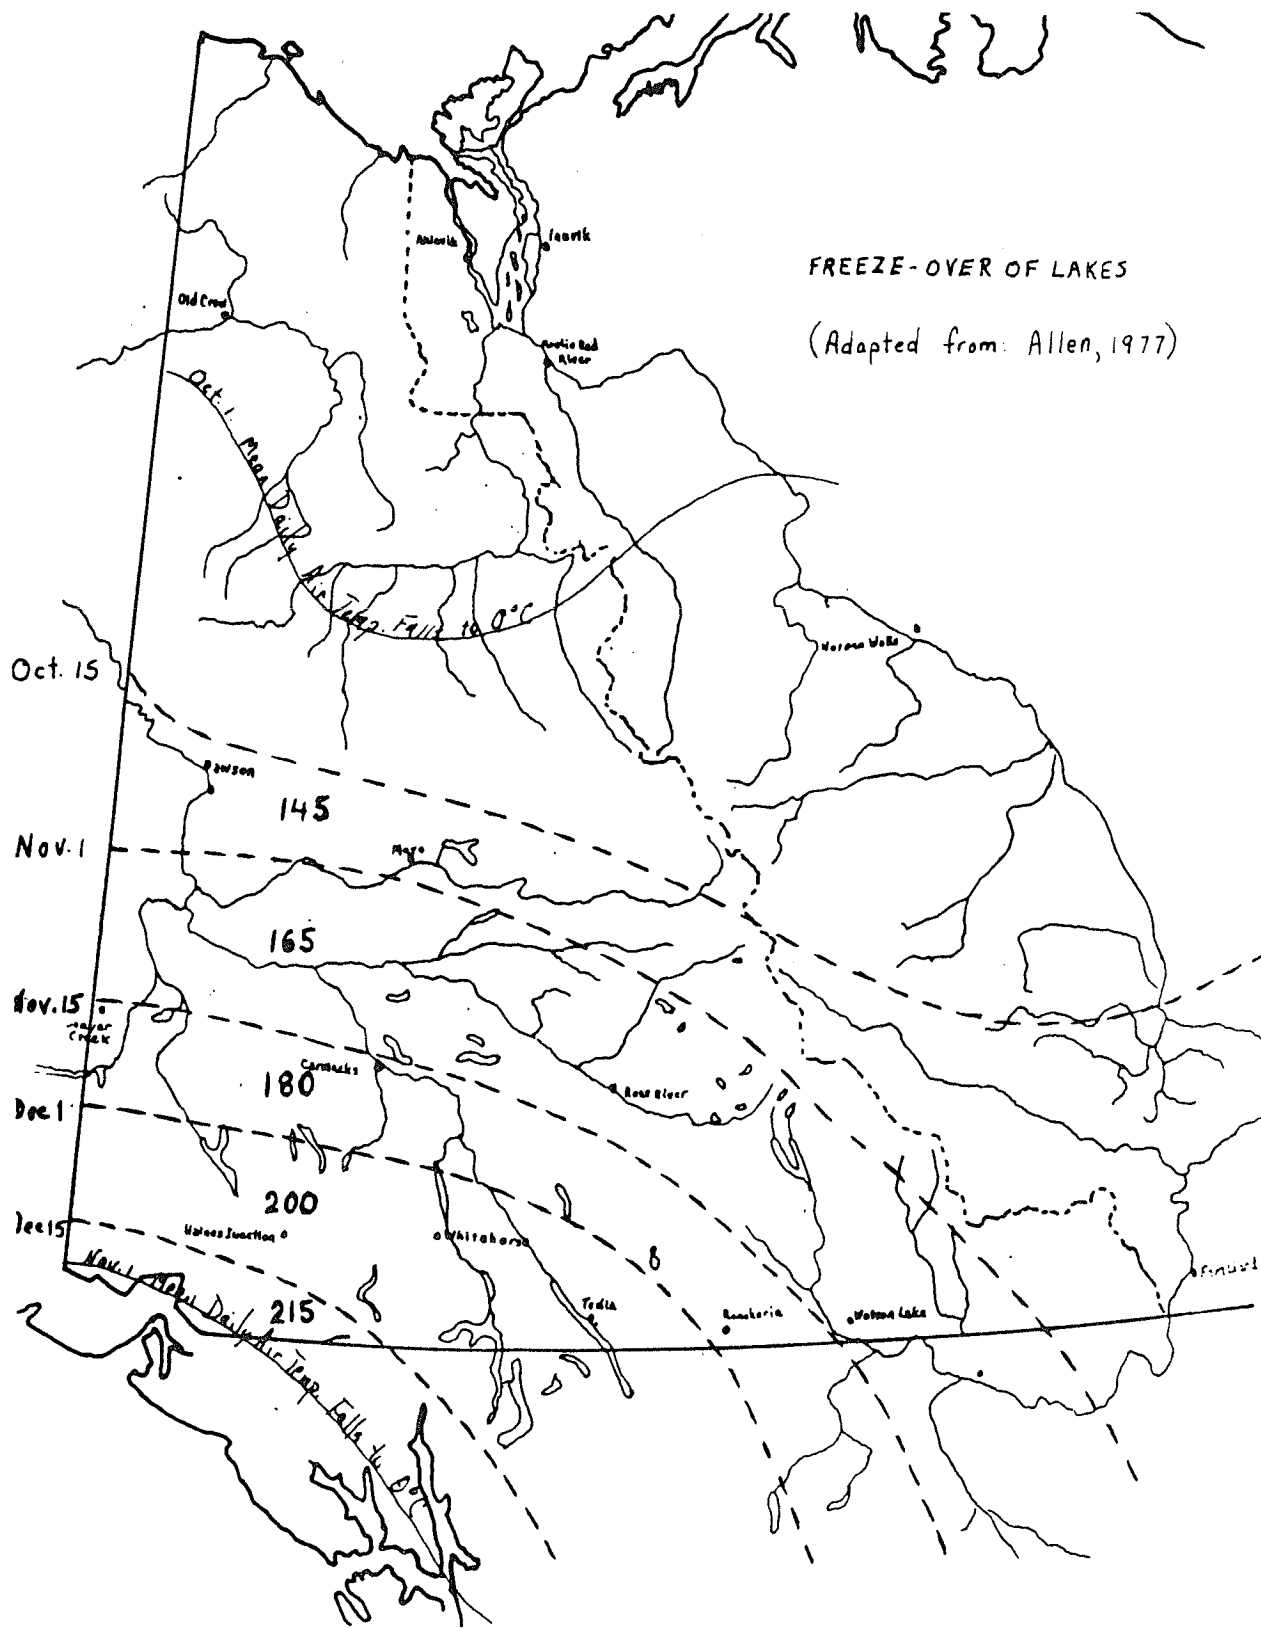 FREEZE-OVER OF LAKES
(Adapted from: Allen, 1977)
Aklavik
Inuvik
Old Crow
Arctic Red
River
Oct. 1 Mean Daily Air Temp. Falls to 0°C
Norman Wells
Oct. 15
Dawson
145
Nov. 1
Mayo
165
Nov. 15
Creek
Carmacks
180
Ross River
Dec 1
200
Dec 15
Haines Junction
Whitehorse
Nov. 1 Mean Daily Air Temp. Falls to 0°C
215
Teslin
Rancheria
Watson Lake